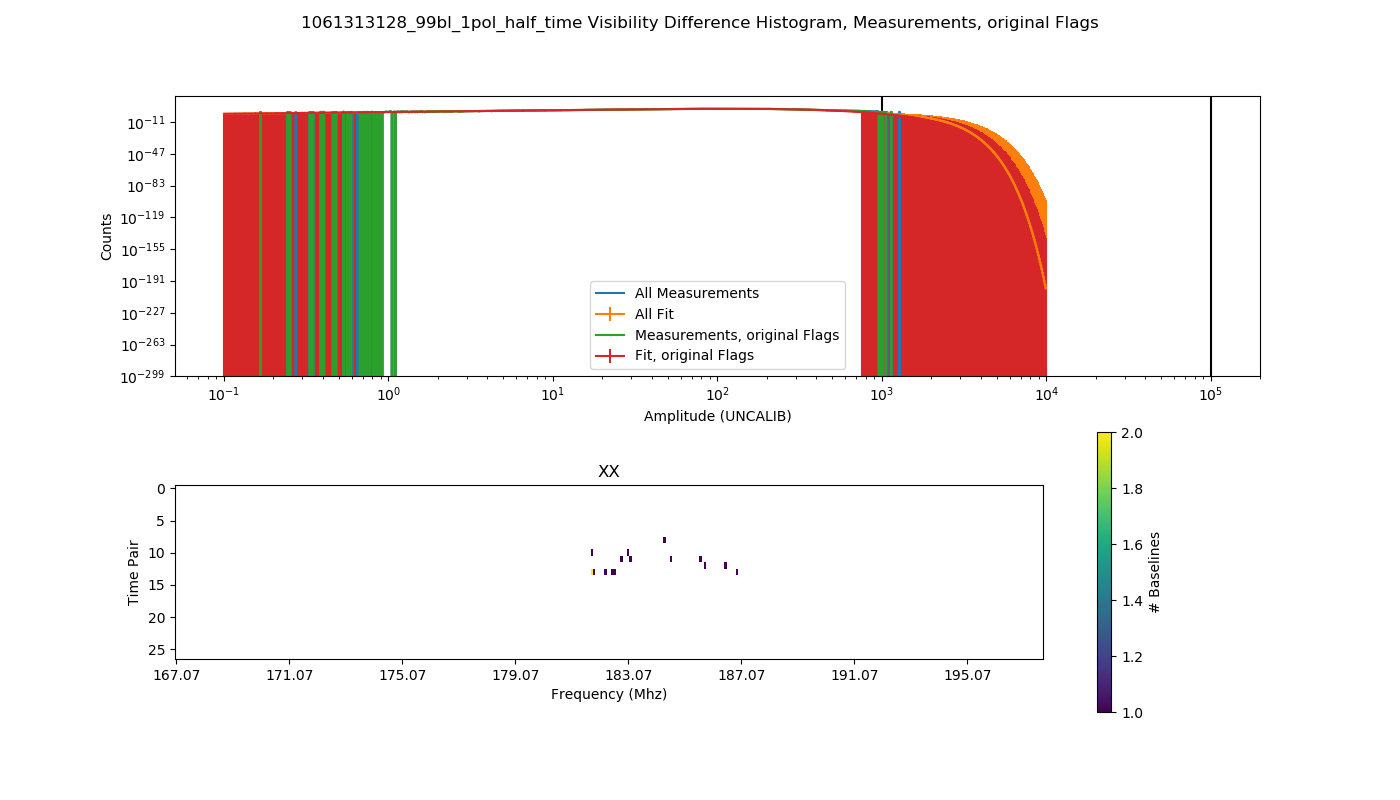 1061313128_99bl_1pol_half_time Visibility Difference Histogram, Measurements, original Flags
Counts
10^-11
10^-47
10^-83
10^-119
10^-155
10^-191
10^-227
10^-263
10^-299
All Measurements
All Fit
Measurements, original Flags
Fit, original Flags
10^-1 10^0 10^1 10^2 10^3 10^4 10^5
Amplitude (UNCALIB)
XX
Time Pair
0
5
10
15
20
25
167.07 171.07 175.07 179.07 183.07 187.07 191.07 195.07
Frequency (Mhz)
2.0
1.8
1.6
1.4
1.2
1.0
# Baselines